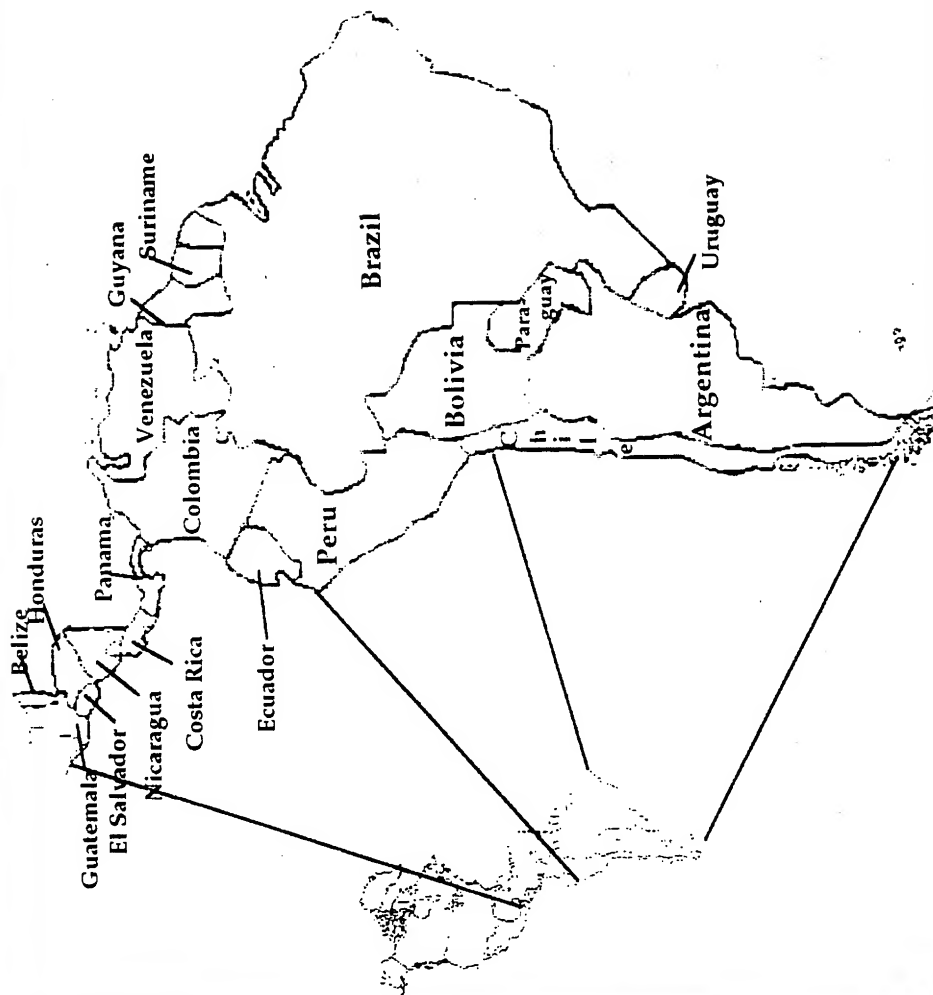 Belize
Honduras
Guatemala
El Salvador
Nicaragua
Costa Rica
Panama
Venezuela
Guyana
Suriname
Colombia
Ecuador
Peru
Brazil
Bolivia
Para-
guay
Chile
Argentina
Uruguay